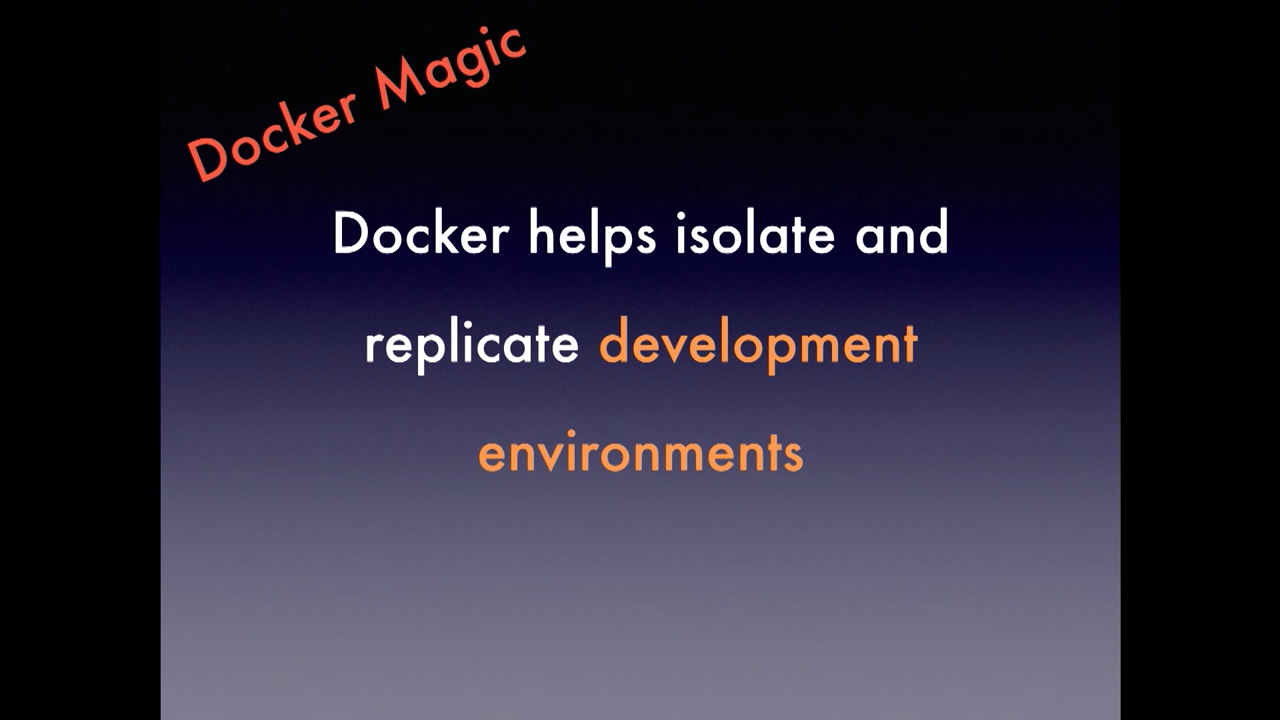 Docker Magic
Docker helps isolate and
replicate development
environments